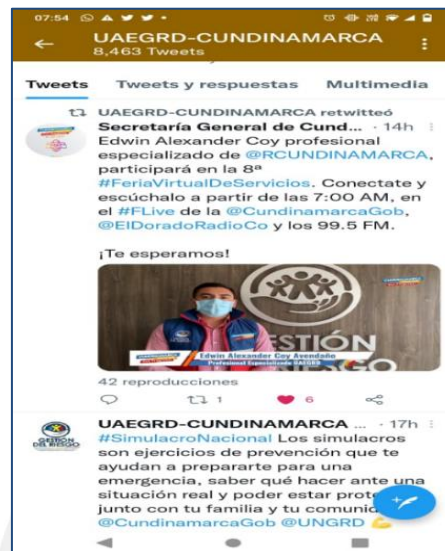 07:54
UAEGRD-CUNDINAMARCA
8,463 Tweets
Tweets Tweets y respuestas Multimedia
UAEGRD-CUNDINAMARCA retwitteó
Secretaría General de Cund... · 14h
Edwin Alexander Coy profesional
especializado de @RCUNDINAMARCA,
participará en la 8ª
#FeriaVirtualDeServicios. Conectate y
escúchalo a partir de las 7:00 AM, en
el #FLive de la @CundinamarcaGob,
@ElDoradoRadioCo y los 99.5 FM.
¡Te esperamos!
STIÓN
Edwin Alexander Coy Avendaño
Profesional Especializado UAEGRD
42 reproducciones
1 6
UAEGRD-CUNDINAMARCA ... · 17h
GESTIÓN
DEL RIESGO
#SimulacroNacional Los simulacros
son ejercicios de prevención que te
ayudan a prepararte para una
emergencia, saber qué hacer ante una
situación real y poder estar prote
junto con tu familia y tu comunid
@CundinamarcaGob @UNGRD